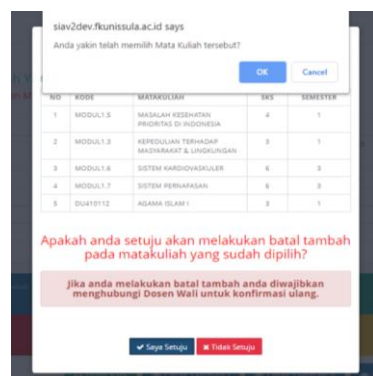 siav2dev.fkunissula.ac.id says
Anda yakin telah memilih Mata Kuliah tersebut?
OK Cancel
NO KODE MATAKULIAH SKS SEMESTER
1 MODUL1.5 MASALAH KESEHATAN PRIORITAS DI INDONESIA 4 1
2 MODUL1.3 KEPEDULIAN TERHADAP MASYARAKAT & LINGKUNGAN 3 1
3 MODUL1.6 SISTEM KARDIOVASKULER 6 3
4 MODUL1.7 SISTEM PERNAFASAN 6 3
5 DU410112 AGAMA ISLAM I 3 1
Apakah anda setuju akan melakukan batal tambah
pada matakuliah yang sudah dipilih?
Jika anda melakukan batal tambah anda diwajibkan
menghubungi Dosen Wali untuk konfirmasi ulang.
Saya Setuju Tidak Setuju